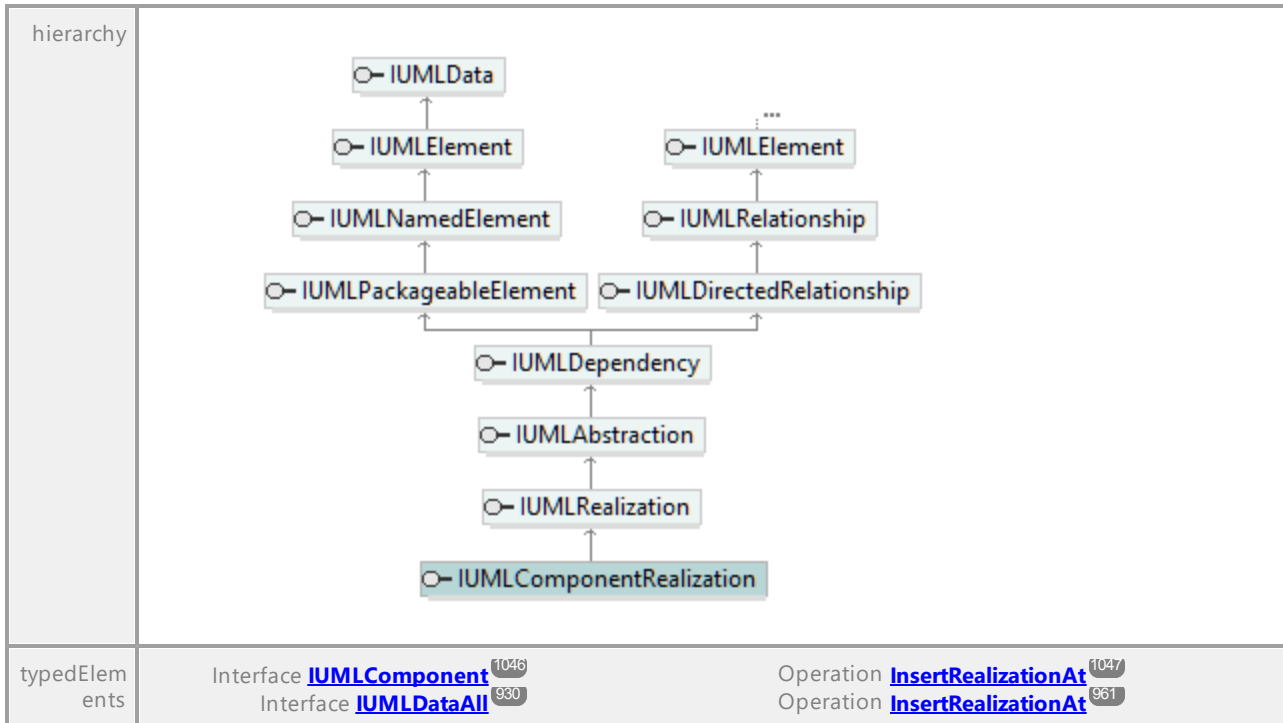 hierarchy
IUMLData
IUMLElement IUMLElement
IUMLNamedElement IUMLRelationship
IUMLPackageableElement IUMLDirectedRelationship
IUMLDependency
IUMLAbstraction
IUMLRealization
IUMLComponentRealization
typedElem
ents
Interface IUMLComponent 1046 Operation InsertRealizationAt 1047
Interface IUMLDataAll 930 Operation InsertRealizationAt 961